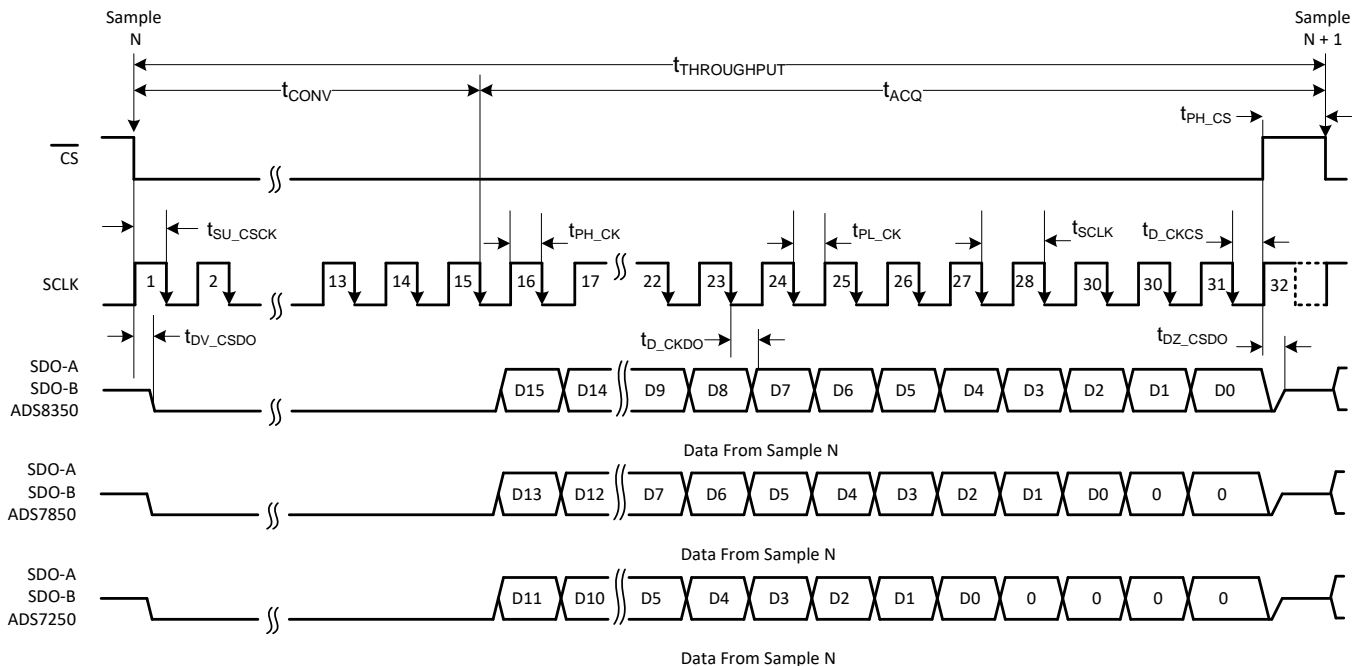 Sample
N
Sample
N + 1
tTHROUGHPUT
tCONV
tACQ
tPH_CS
CS
tSU_CSCK
tPH_CK
tPL_CK
tSCLK
tD_CKCS
SCLK
1 2 13 14 15 16 17 22 23 24 25 26 27 28 30 30 31 32
tDV_CSDO
tD_CKDO
tDZ_CSDO
SDO-A
SDO-B
ADS8350
D15 D14 D9 D8 D7 D6 D5 D4 D3 D2 D1 D0
Data From Sample N
SDO-A
SDO-B
ADS7850
D13 D12 D7 D6 D5 D4 D3 D2 D1 D0 0 0
Data From Sample N
SDO-A
SDO-B
ADS7250
D11 D10 D5 D4 D3 D2 D1 D0 0 0 0 0
Data From Sample N